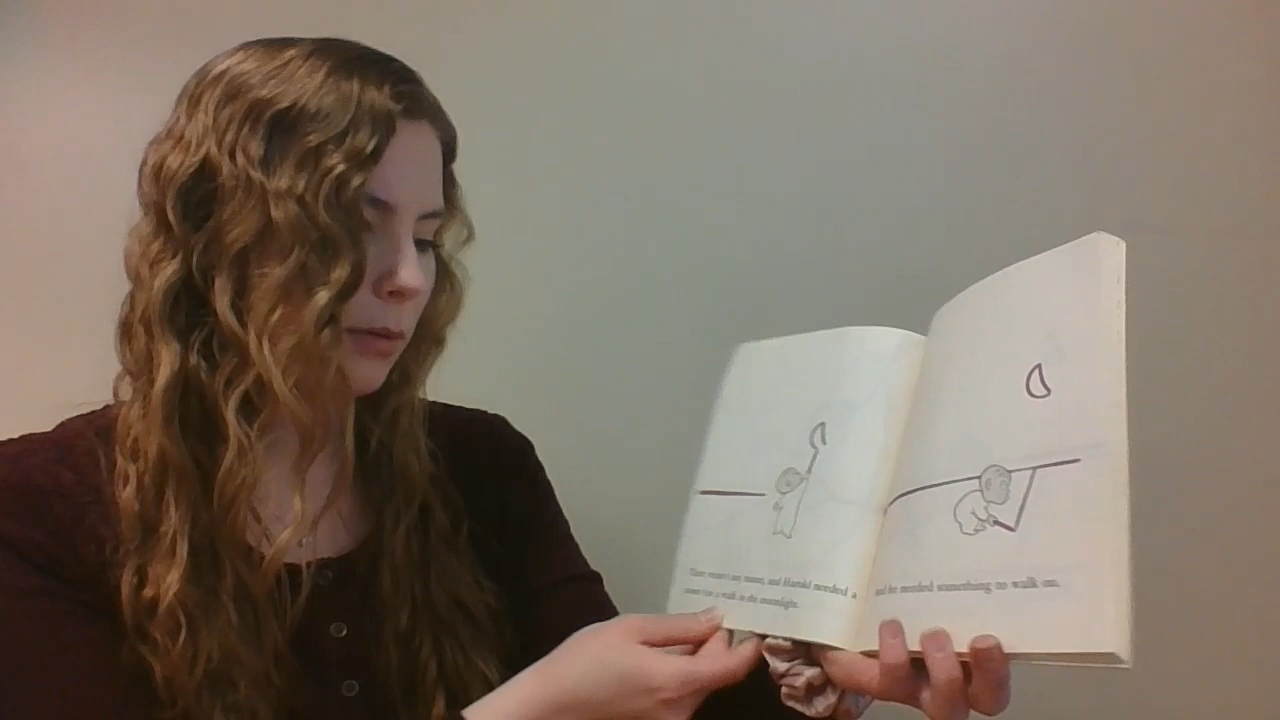 There wasn't any moon, and Harold needed a
moon for a walk in the moonlight.
and he needed something to walk on.